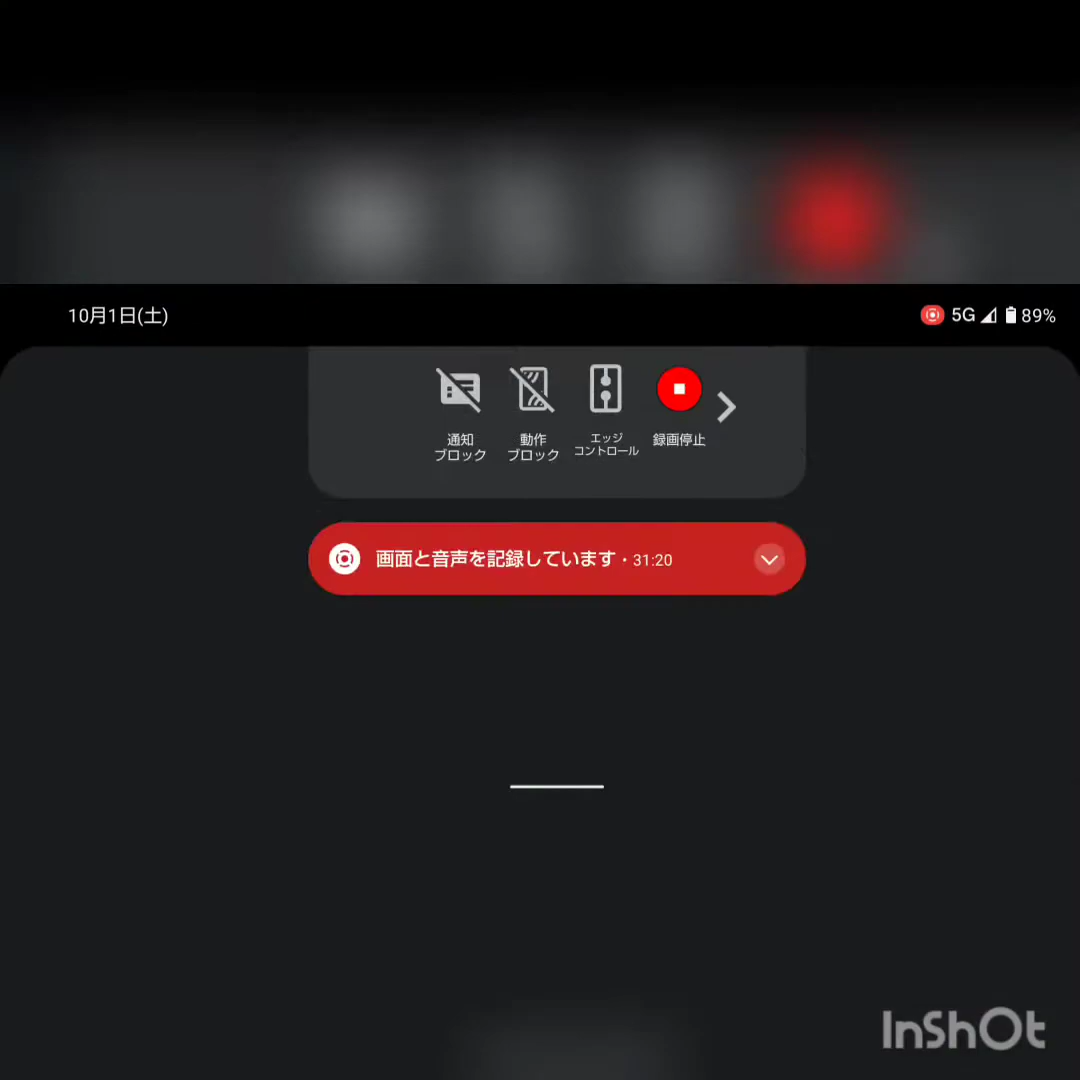 10月1日(土)
5G 89%
通知
ブロック
動作
ブロック
エッジ
コントロール
録画停止
画面と音声を記録しています・31:20
InShOt